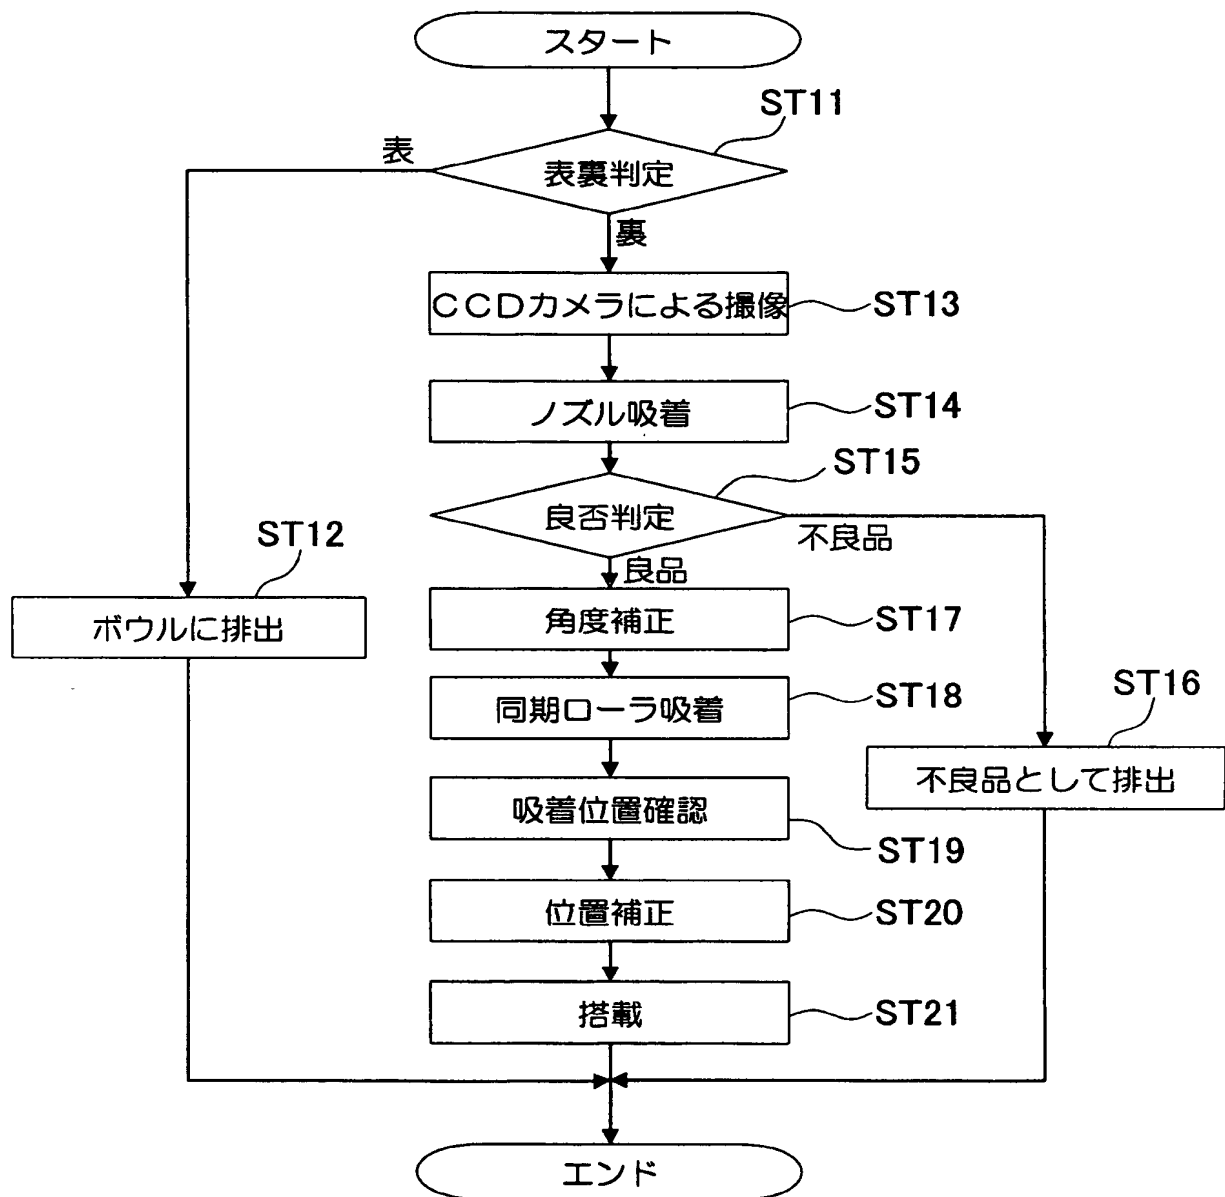 スタート
ST11
表
表裏判定
裏
CCDカメラによる撮像
ST13
ノズル吸着
ST14
ST15
良否判定
不良品
ST12
良品
ボウルに排出
角度補正
ST17
同期ローラ吸着
ST18
ST16
不良品として排出
吸着位置確認
ST19
位置補正
ST20
搭載
ST21
エンド